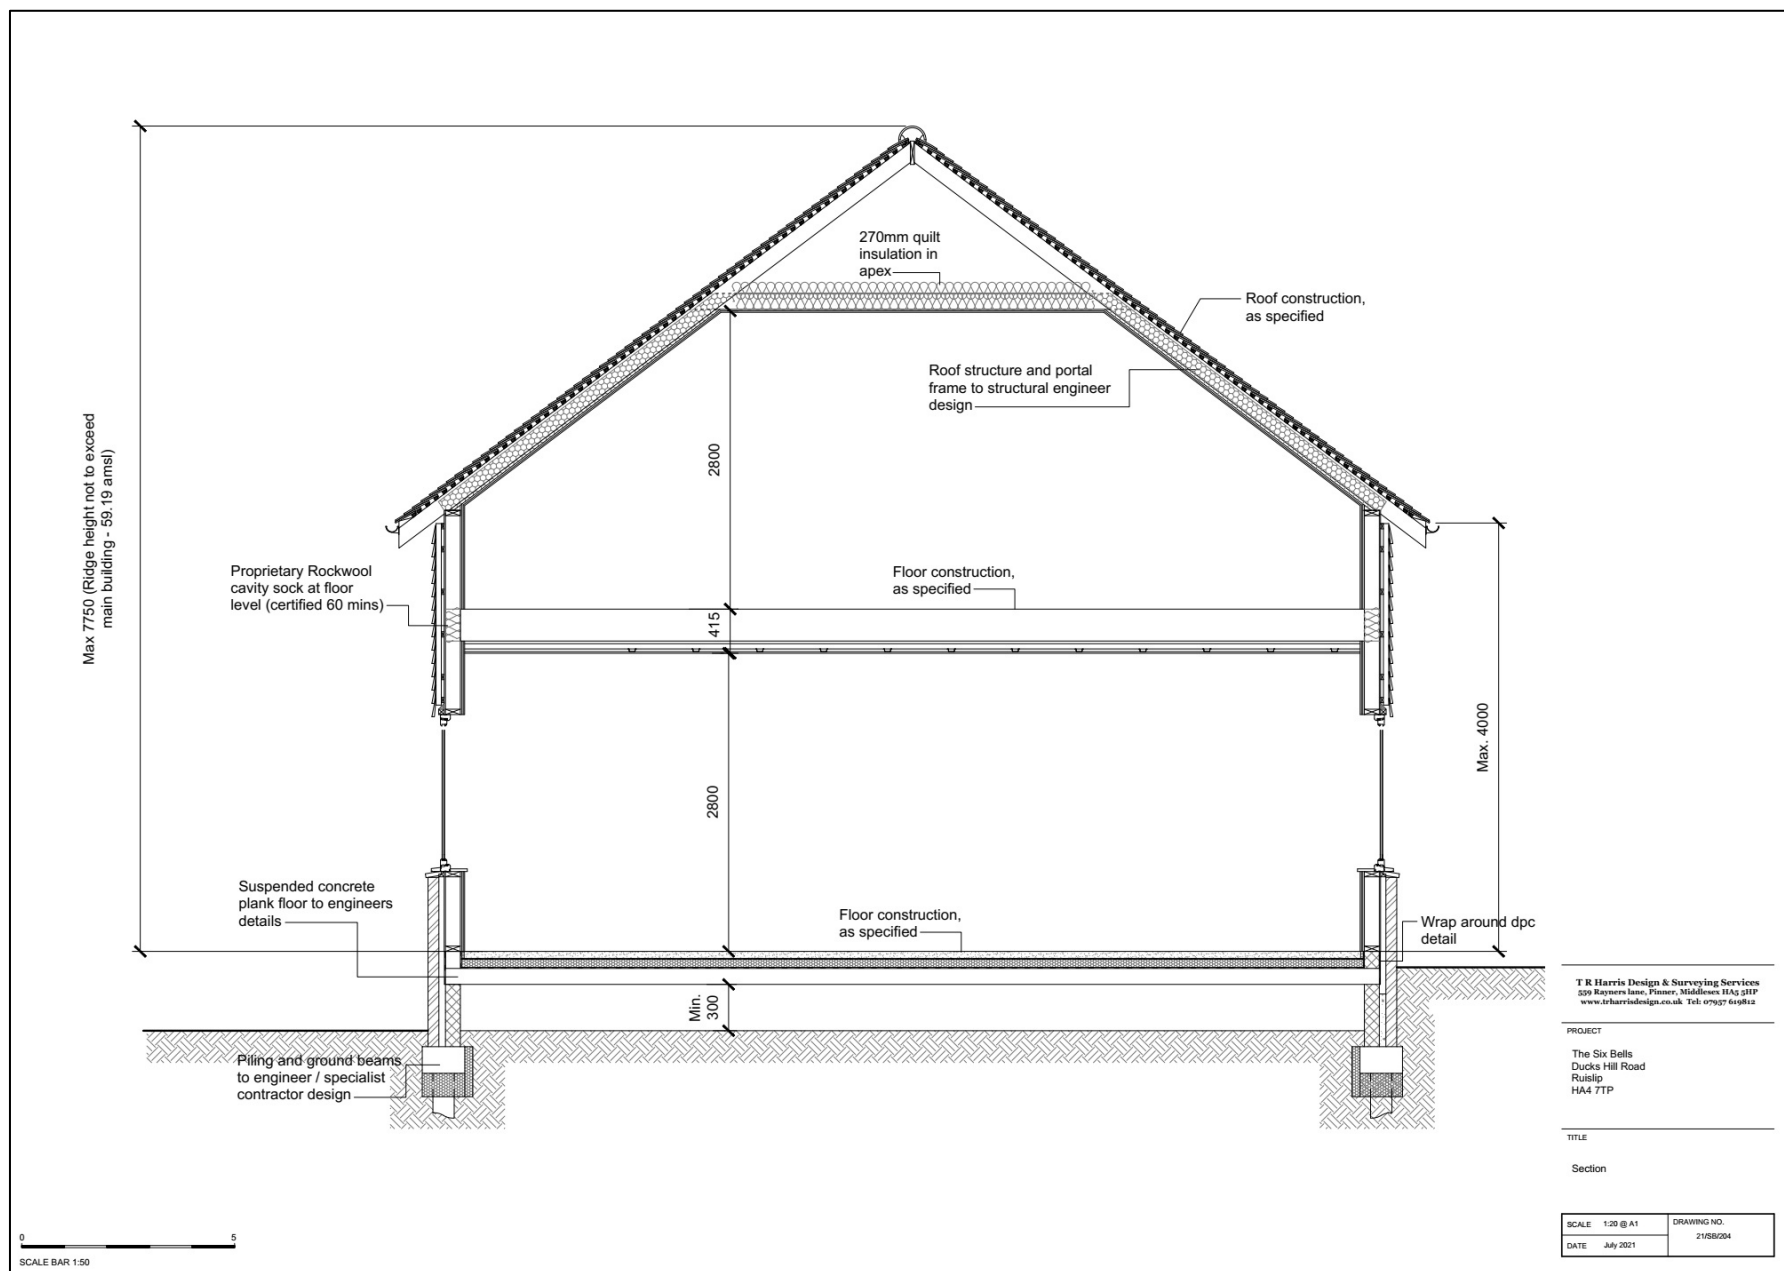 270mm quilt
insulation in
apex
Roof construction,
as specified
Roof structure and portal
frame to structural engineer
design
Max 7750 (Ridge height not to exceed
main building - 59.19 amsl)
2800
Proprietary Rockwool
cavity sock at floor
level (certified 60 mins)
Floor construction,
as specified
415
Max. 4000
2800
Suspended concrete
plank floor to engineers
details
Floor construction,
as specified
Wrap around dpc
detail
Min.
300
Piling and ground beams
to engineer / specialist
contractor design
T R Harris Design & Surveying Services
559 Rayners lane, Pinner, Middlesex HA5 5HP
www.trharrisdesign.co.uk Tel: 07957 619812
PROJECT
The Six Bells
Ducks Hill Road
Ruislip
HA4 7TP
TITLE
Section
SCALE 1:20 @ A1
DATE July 2021
DRAWING NO.
21/SB/204
0 5
SCALE BAR 1:50